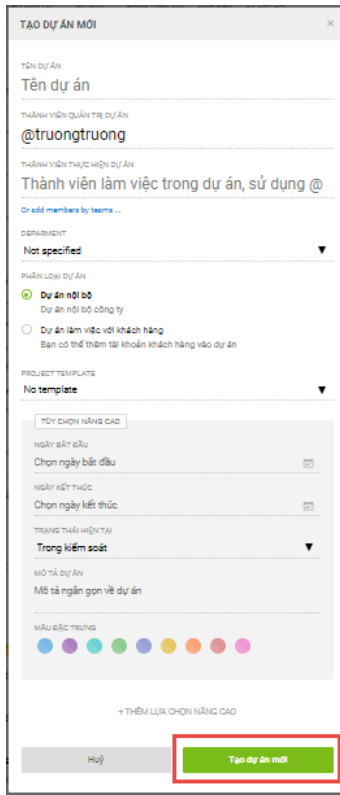 TẠO DỰ ÁN MỚI ×
TÊN DỰ ÁN
Tên dự án
THÀNH VIÊN QUẢN TRỊ DỰ ÁN
@truongtruong
THÀNH VIÊN THỰC HIỆN DỰ ÁN
Thành viên làm việc trong dự án, sử dụng @
Or add members by teams ...
DEPARMENT
Not specified
PHÂN LOẠI DỰ ÁN
Dự án nội bộ
Dự án nội bộ công ty
Dự án làm việc với khách hàng
Bạn có thể thêm tài khoản khách hàng vào dự án
PROJECT TEMPLATE
No template
TÙY CHỌN NÂNG CAO
NGÀY BẮT ĐẦU
Chọn ngày bắt đầu
NGÀY KẾT THÚC
Chọn ngày kết thúc
TRẠNG THÁI HIỆN TẠI
Trong kiểm soát
MÔ TẢ DỰ ÁN
Mô tả ngắn gọn về dự án
MÀU ĐẶC TRƯNG
+ THÊM LỰA CHỌN NÂNG CAO
Huỷ
Tạo dự án mới